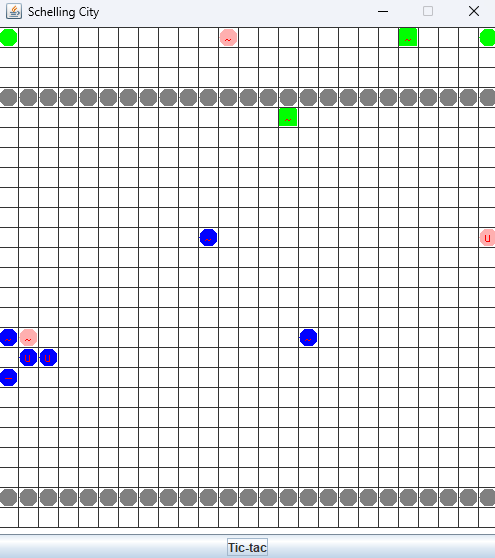 Schelling City
~ ~
~
~ U
~ ~ ~
U U
-
Tic-tac